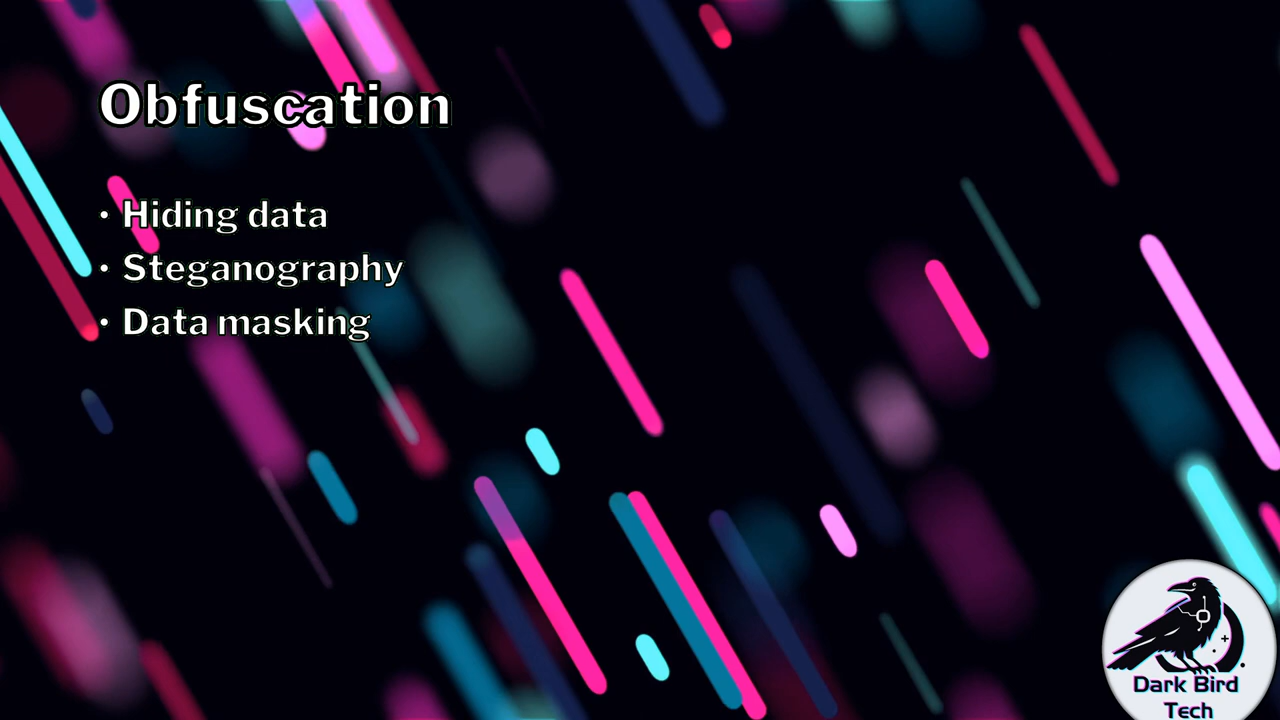 Obfuscation
• Hiding data
• Steganography
• Data masking
Dark Bird
Tech